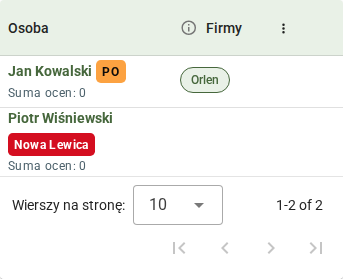 Osoba Firmy
Jan Kowalski PO
Suma ocen: 0
Orlen
Piotr Wiśniewski
Nowa Lewica
Suma ocen: 0
Wierszy na stronę: 10 1-2 of 2